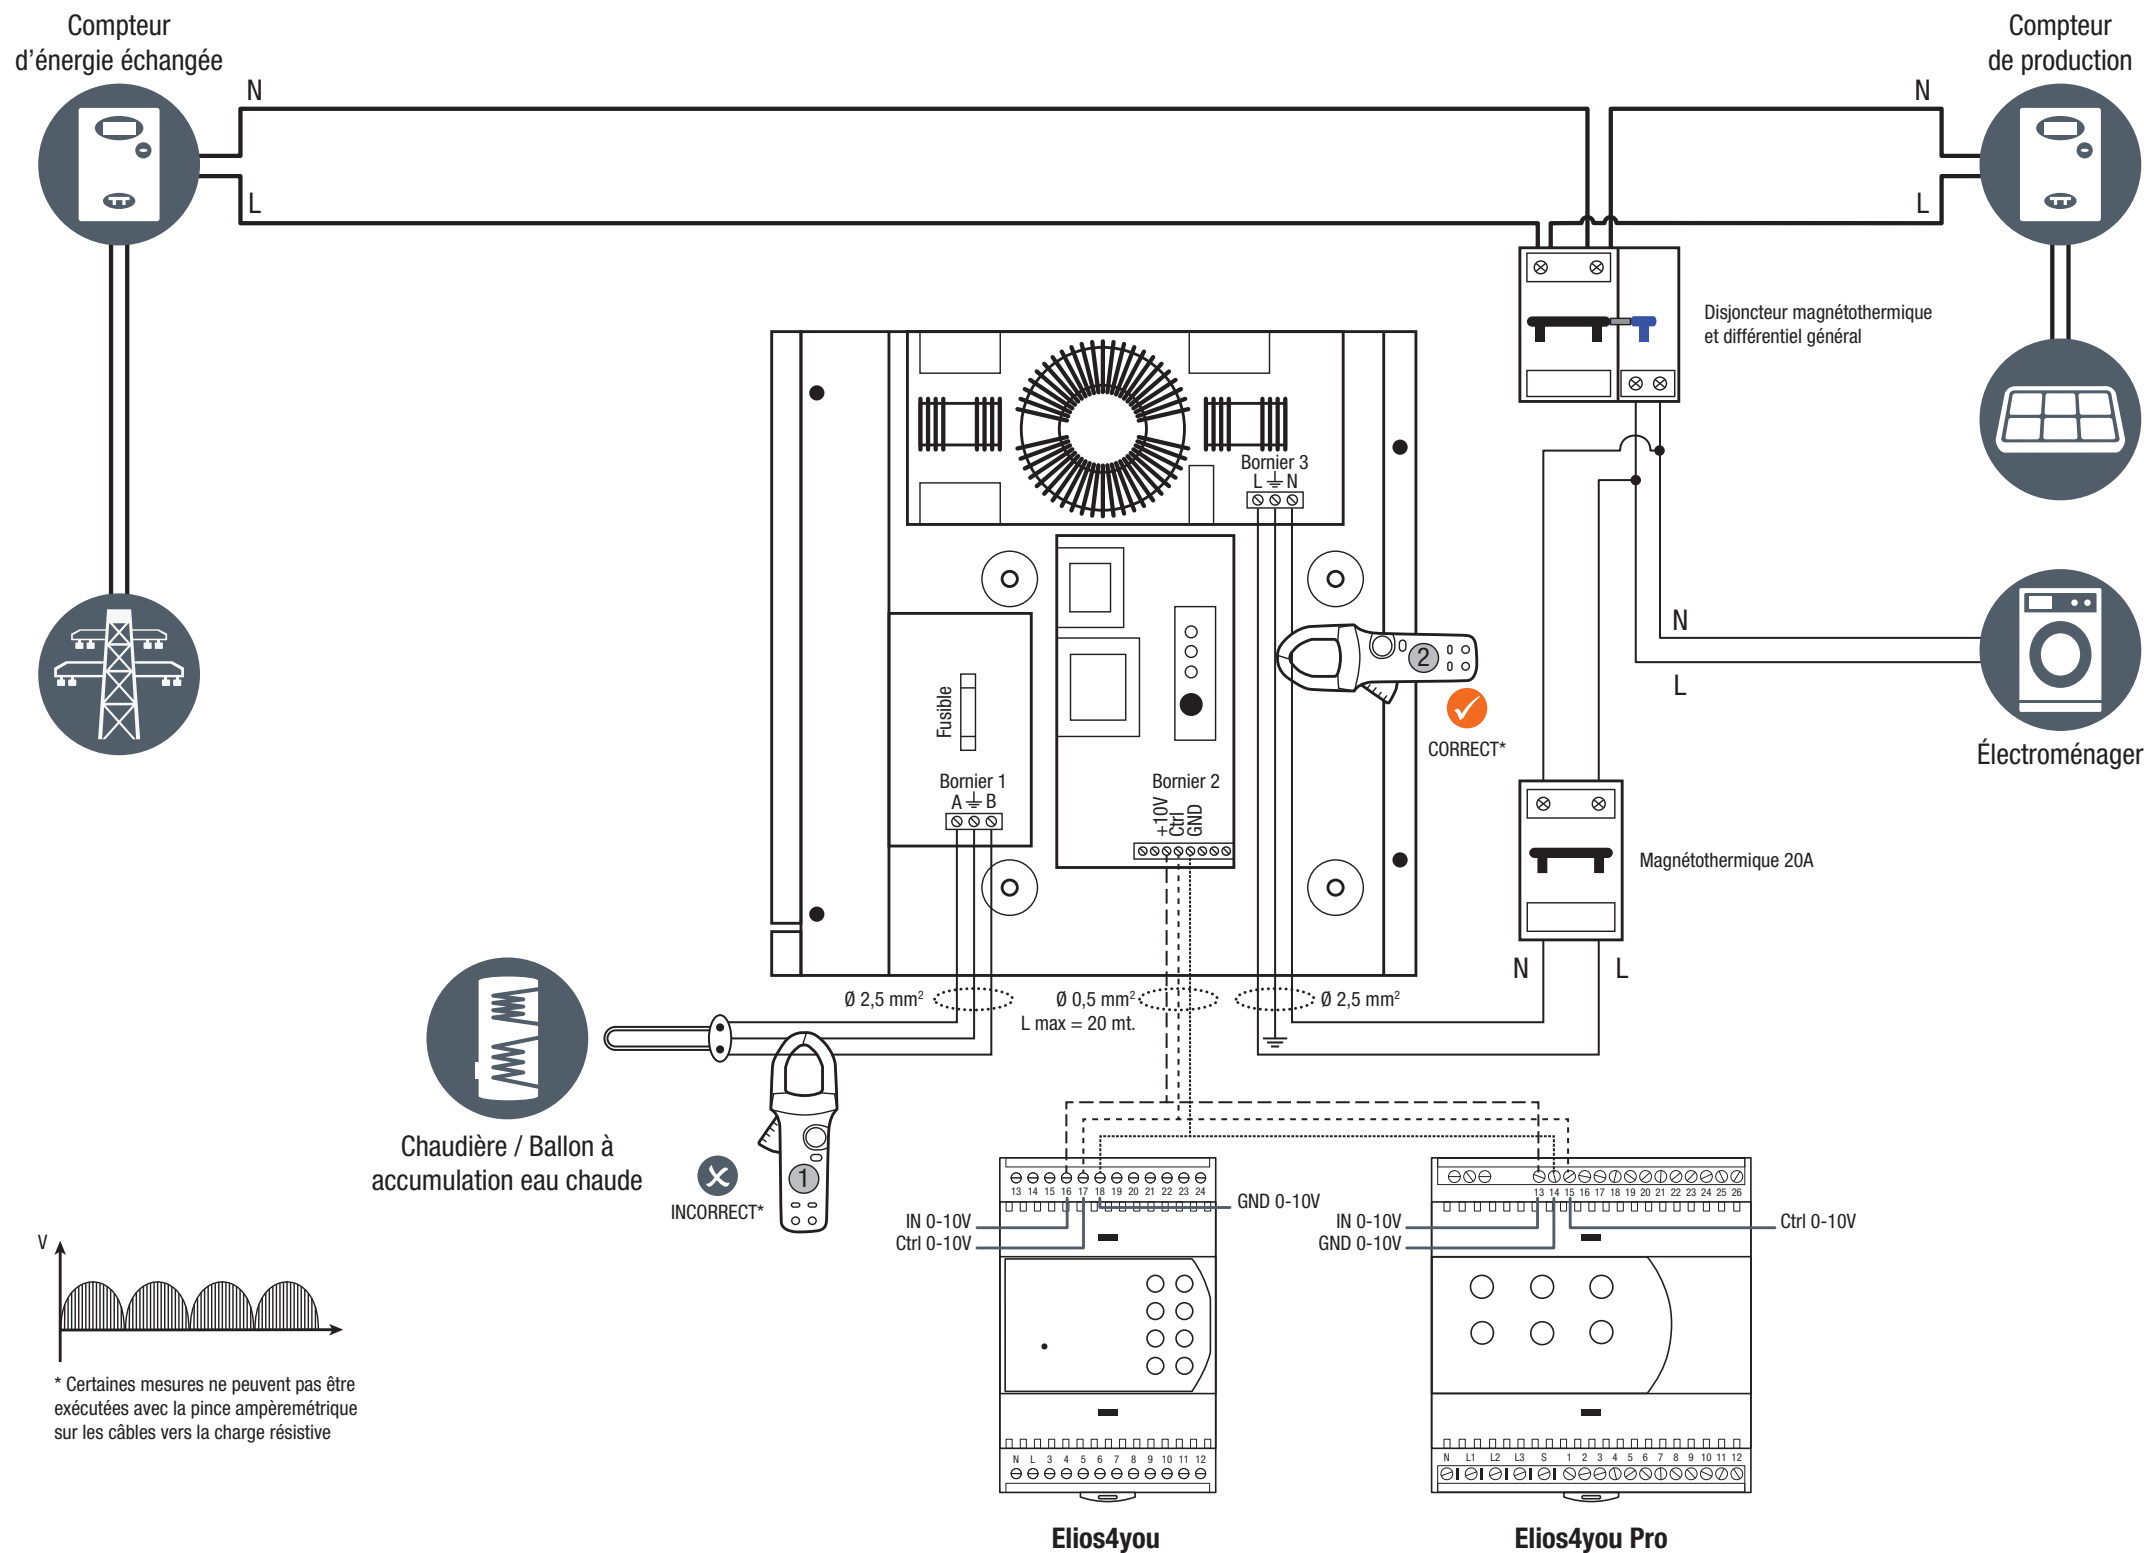 Compteur
d'énergie échangée
Compteur
de production
N
N
L
L
Disjoncteur magnétothermique
et différentiel général
Bornier 3
L N
Fusible
2
CORRECT*
N
L
Électroménager
Bornier 1
A B
Bornier 2
+10V
Ctrl
GND
Magnétothermique 20A
N L
Ø 2,5 mm²
Ø 0,5 mm²
L max = 20 mt.
Ø 2,5 mm²
Chaudière / Ballon à
accumulation eau chaude
1
INCORRECT*
13 14 15 16 17 18 19 20 21 22 23 24
GND 0-10V
IN 0-10V
Ctrl 0-10V
13 14 15 16 17 18 19 20 21 22 23 24 25 26
IN 0-10V
GND 0-10V
Ctrl 0-10V
V
* Certaines mesures ne peuvent pas être
exécutées avec la pince ampèremétrique
sur les câbles vers la charge résistive
N L 3 4 5 6 7 8 9 10 11 12
N L1 L2 L3 S 1 2 3 4 5 6 7 8 9 10 11 12
Elios4you
Elios4you Pro